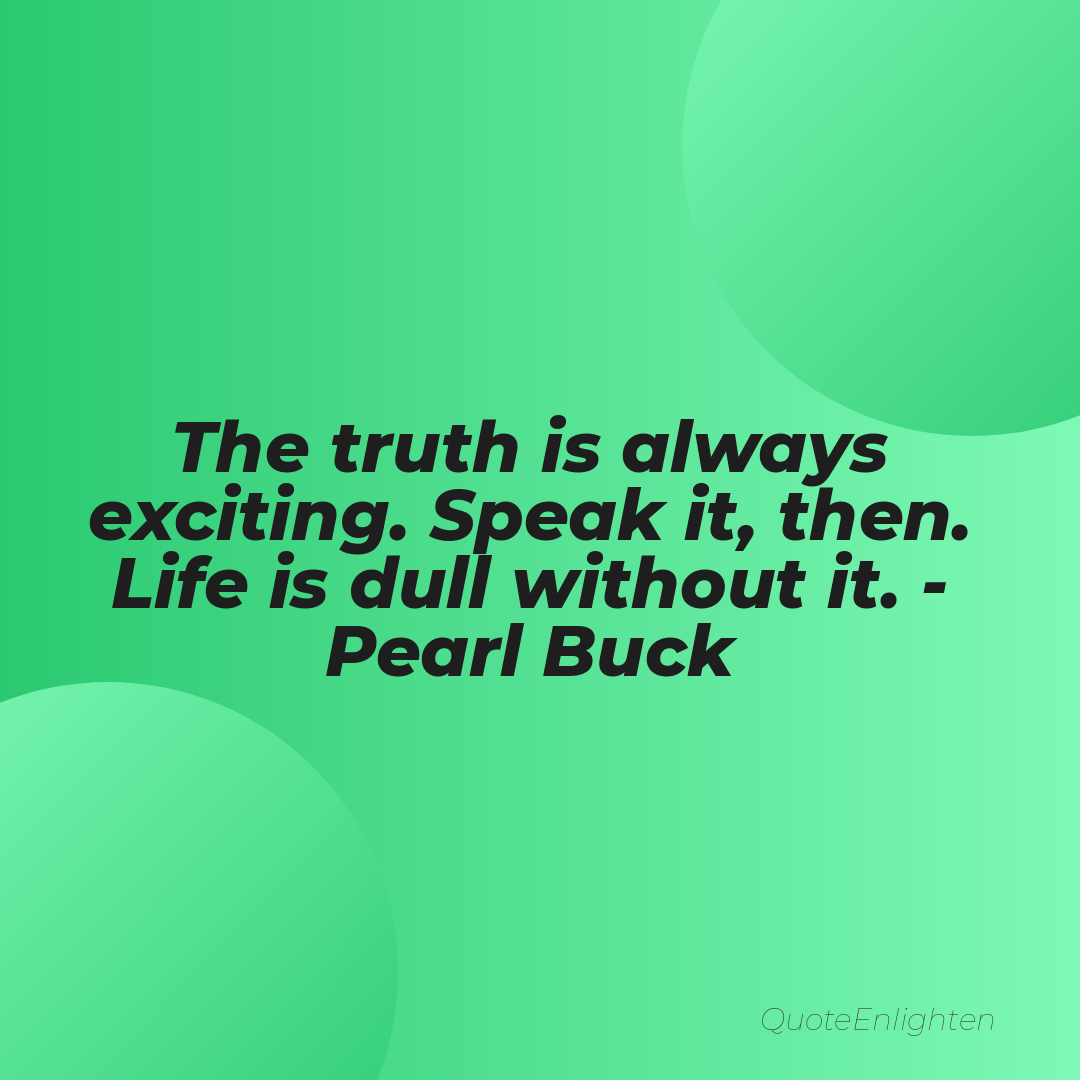 The truth is always
exciting. Speak it, then.
Life is dull without it. -
Pearl Buck
QuoteEnlighten